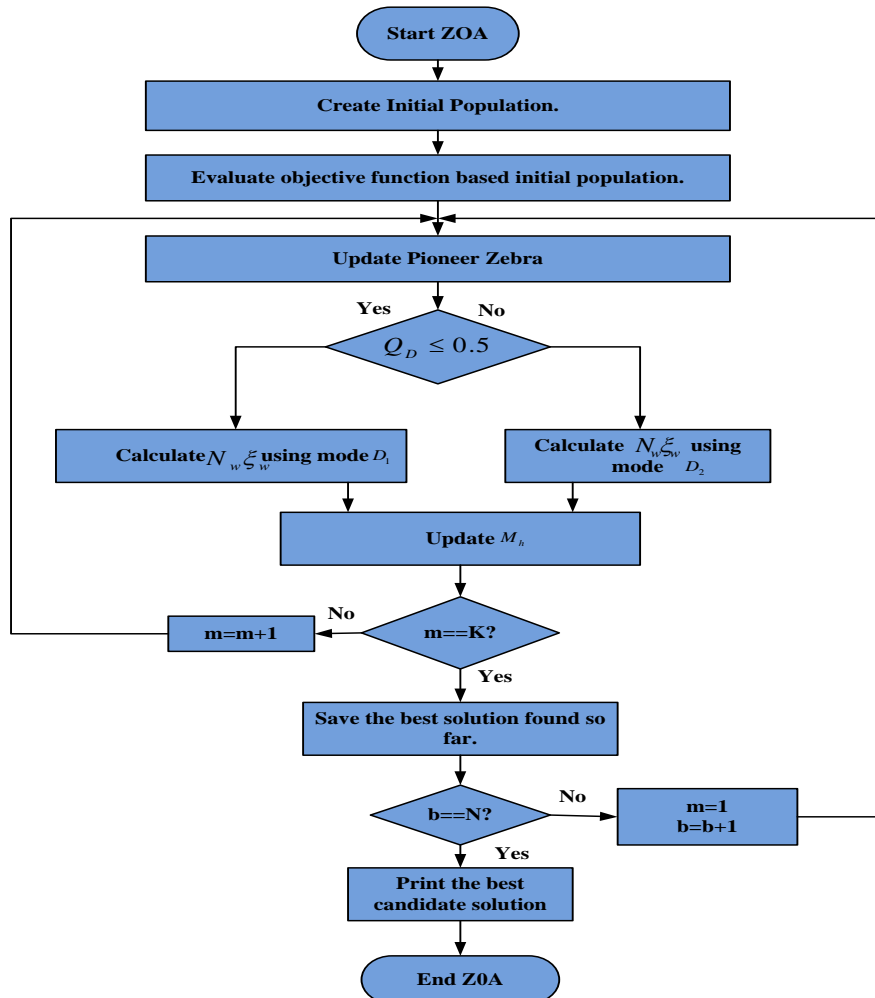 Start ZOA
Create Initial Population.
Evaluate objective function based initial population.
Update Pioneer Zebra
Yes
No
Q_D ≤ 0.5
Calculate N_w ξ_w using mode D_1
Calculate N_w ξ_w using
mode D_2
Update M_h
No
m=m+1
m==K?
Yes
Save the best solution found so
far.
b==N?
No
m=1
b=b+1
Yes
Print the best
candidate solution
End Z0A